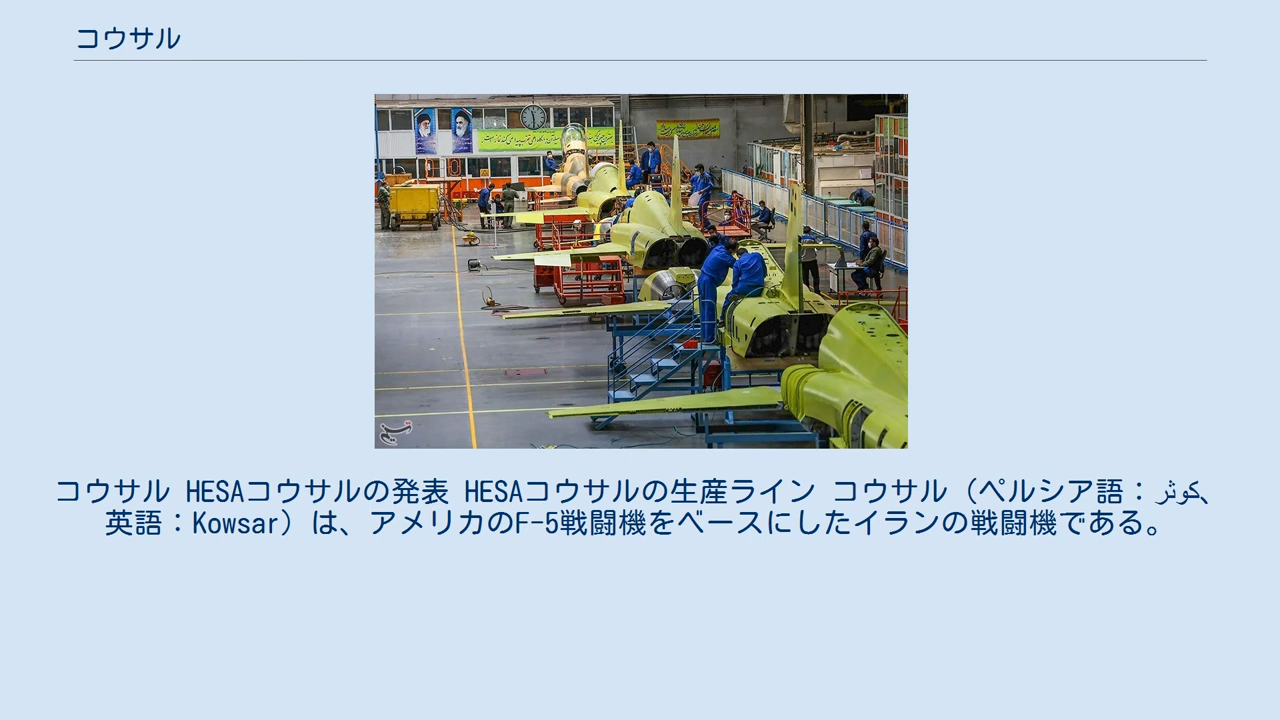 コウサル
コウサル HESAコウサルの発表 HESAコウサルの生産ライン コウサル（ペルシア語：کوثر、
英語：Kowsar）は、アメリカのF-5戦闘機をベースにしたイランの戦闘機である。